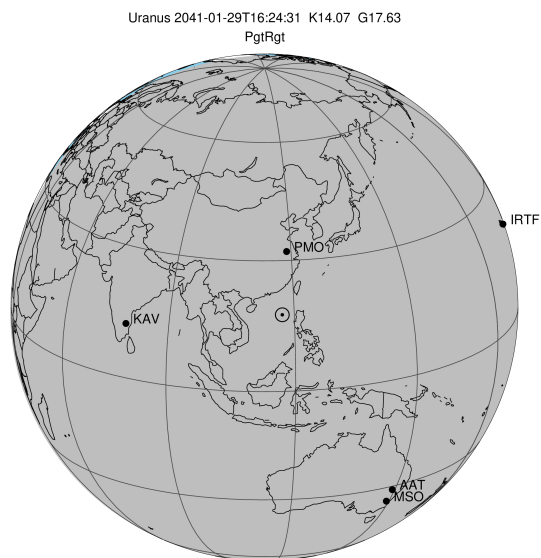 Uranus 2041-01-29T16:24:31 K14.07 G17.63
PgtRgt
IRTF
PMO
KAV
AAT
MSO